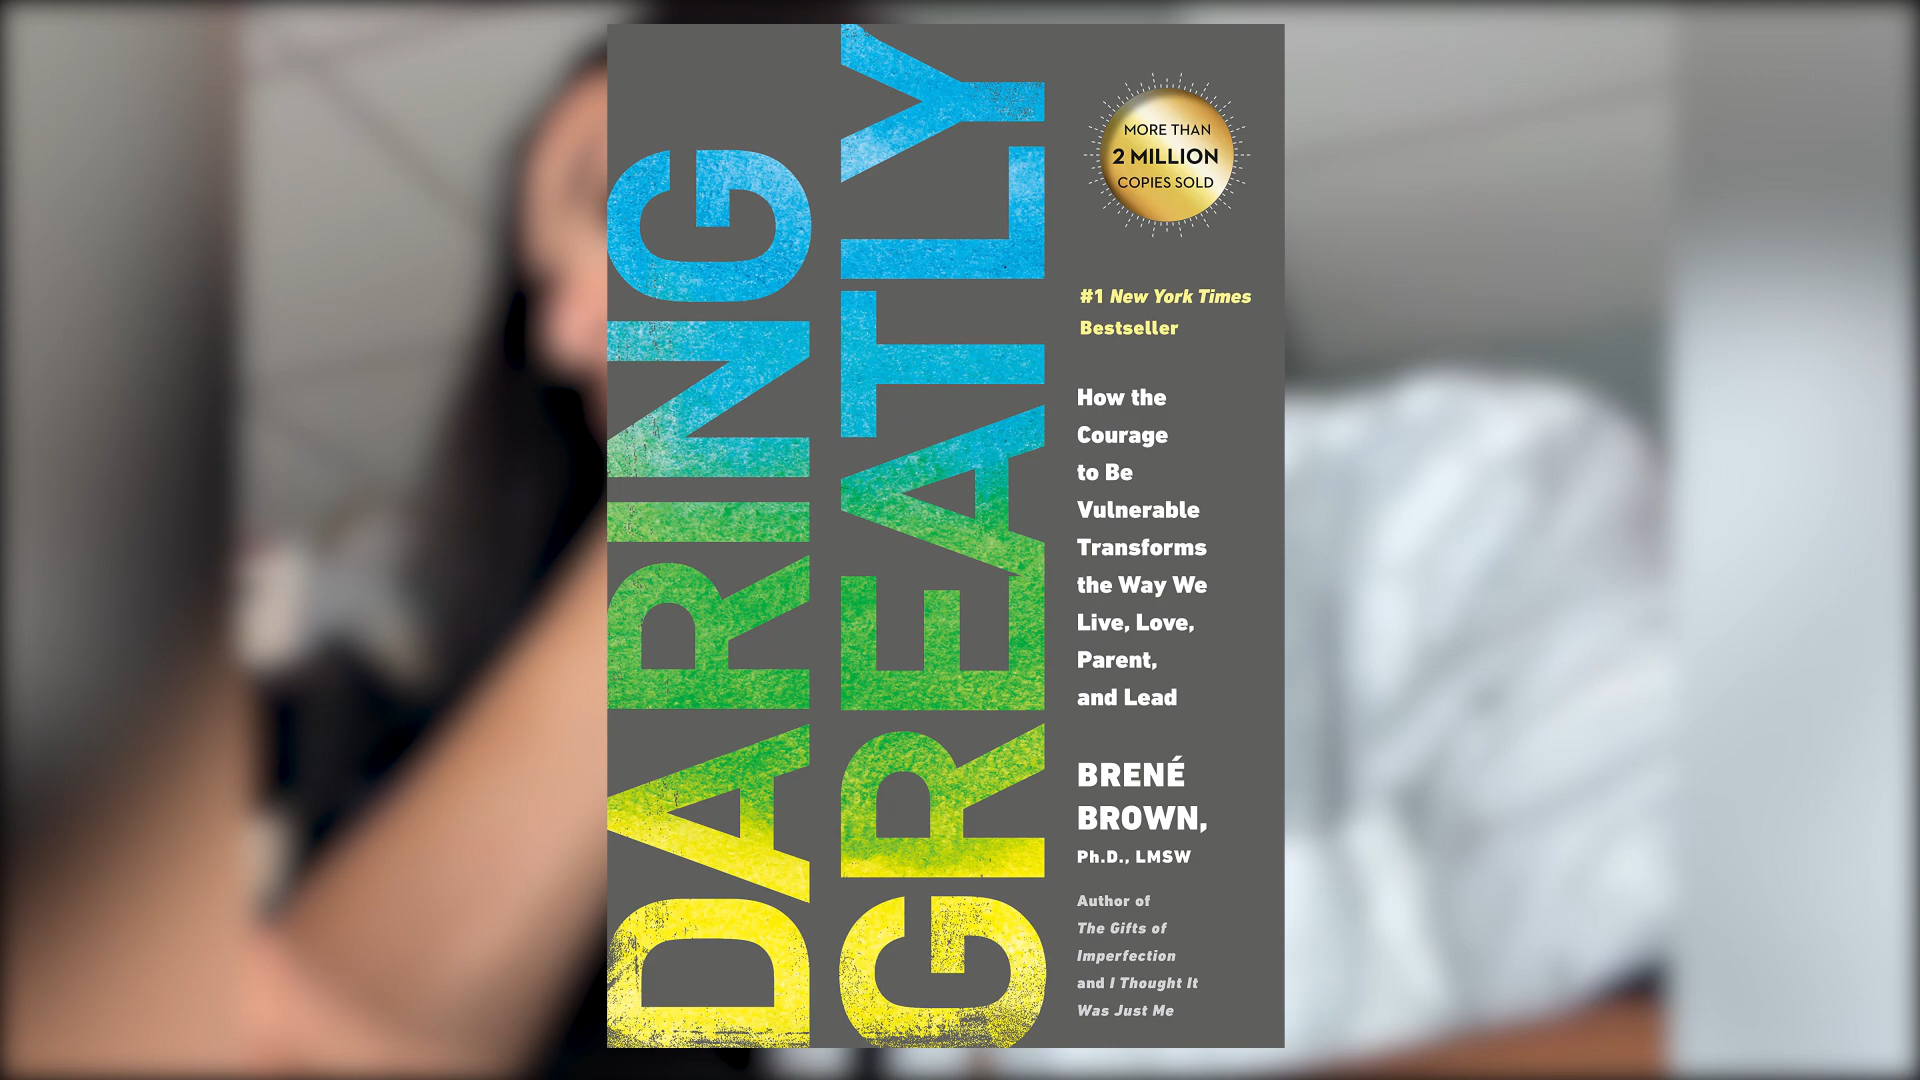 DARING
GREATLY
MORE THAN
2 MILLION
COPIES SOLD
#1 New York Times
Bestseller
How the
Courage
to Be
Vulnerable
Transforms
the Way We
Live, Love,
Parent,
and Lead
BRENÉ
BROWN,
Ph.D., LMSW
Author of
The Gifts of
Imperfection
and I Thought It
Was Just Me